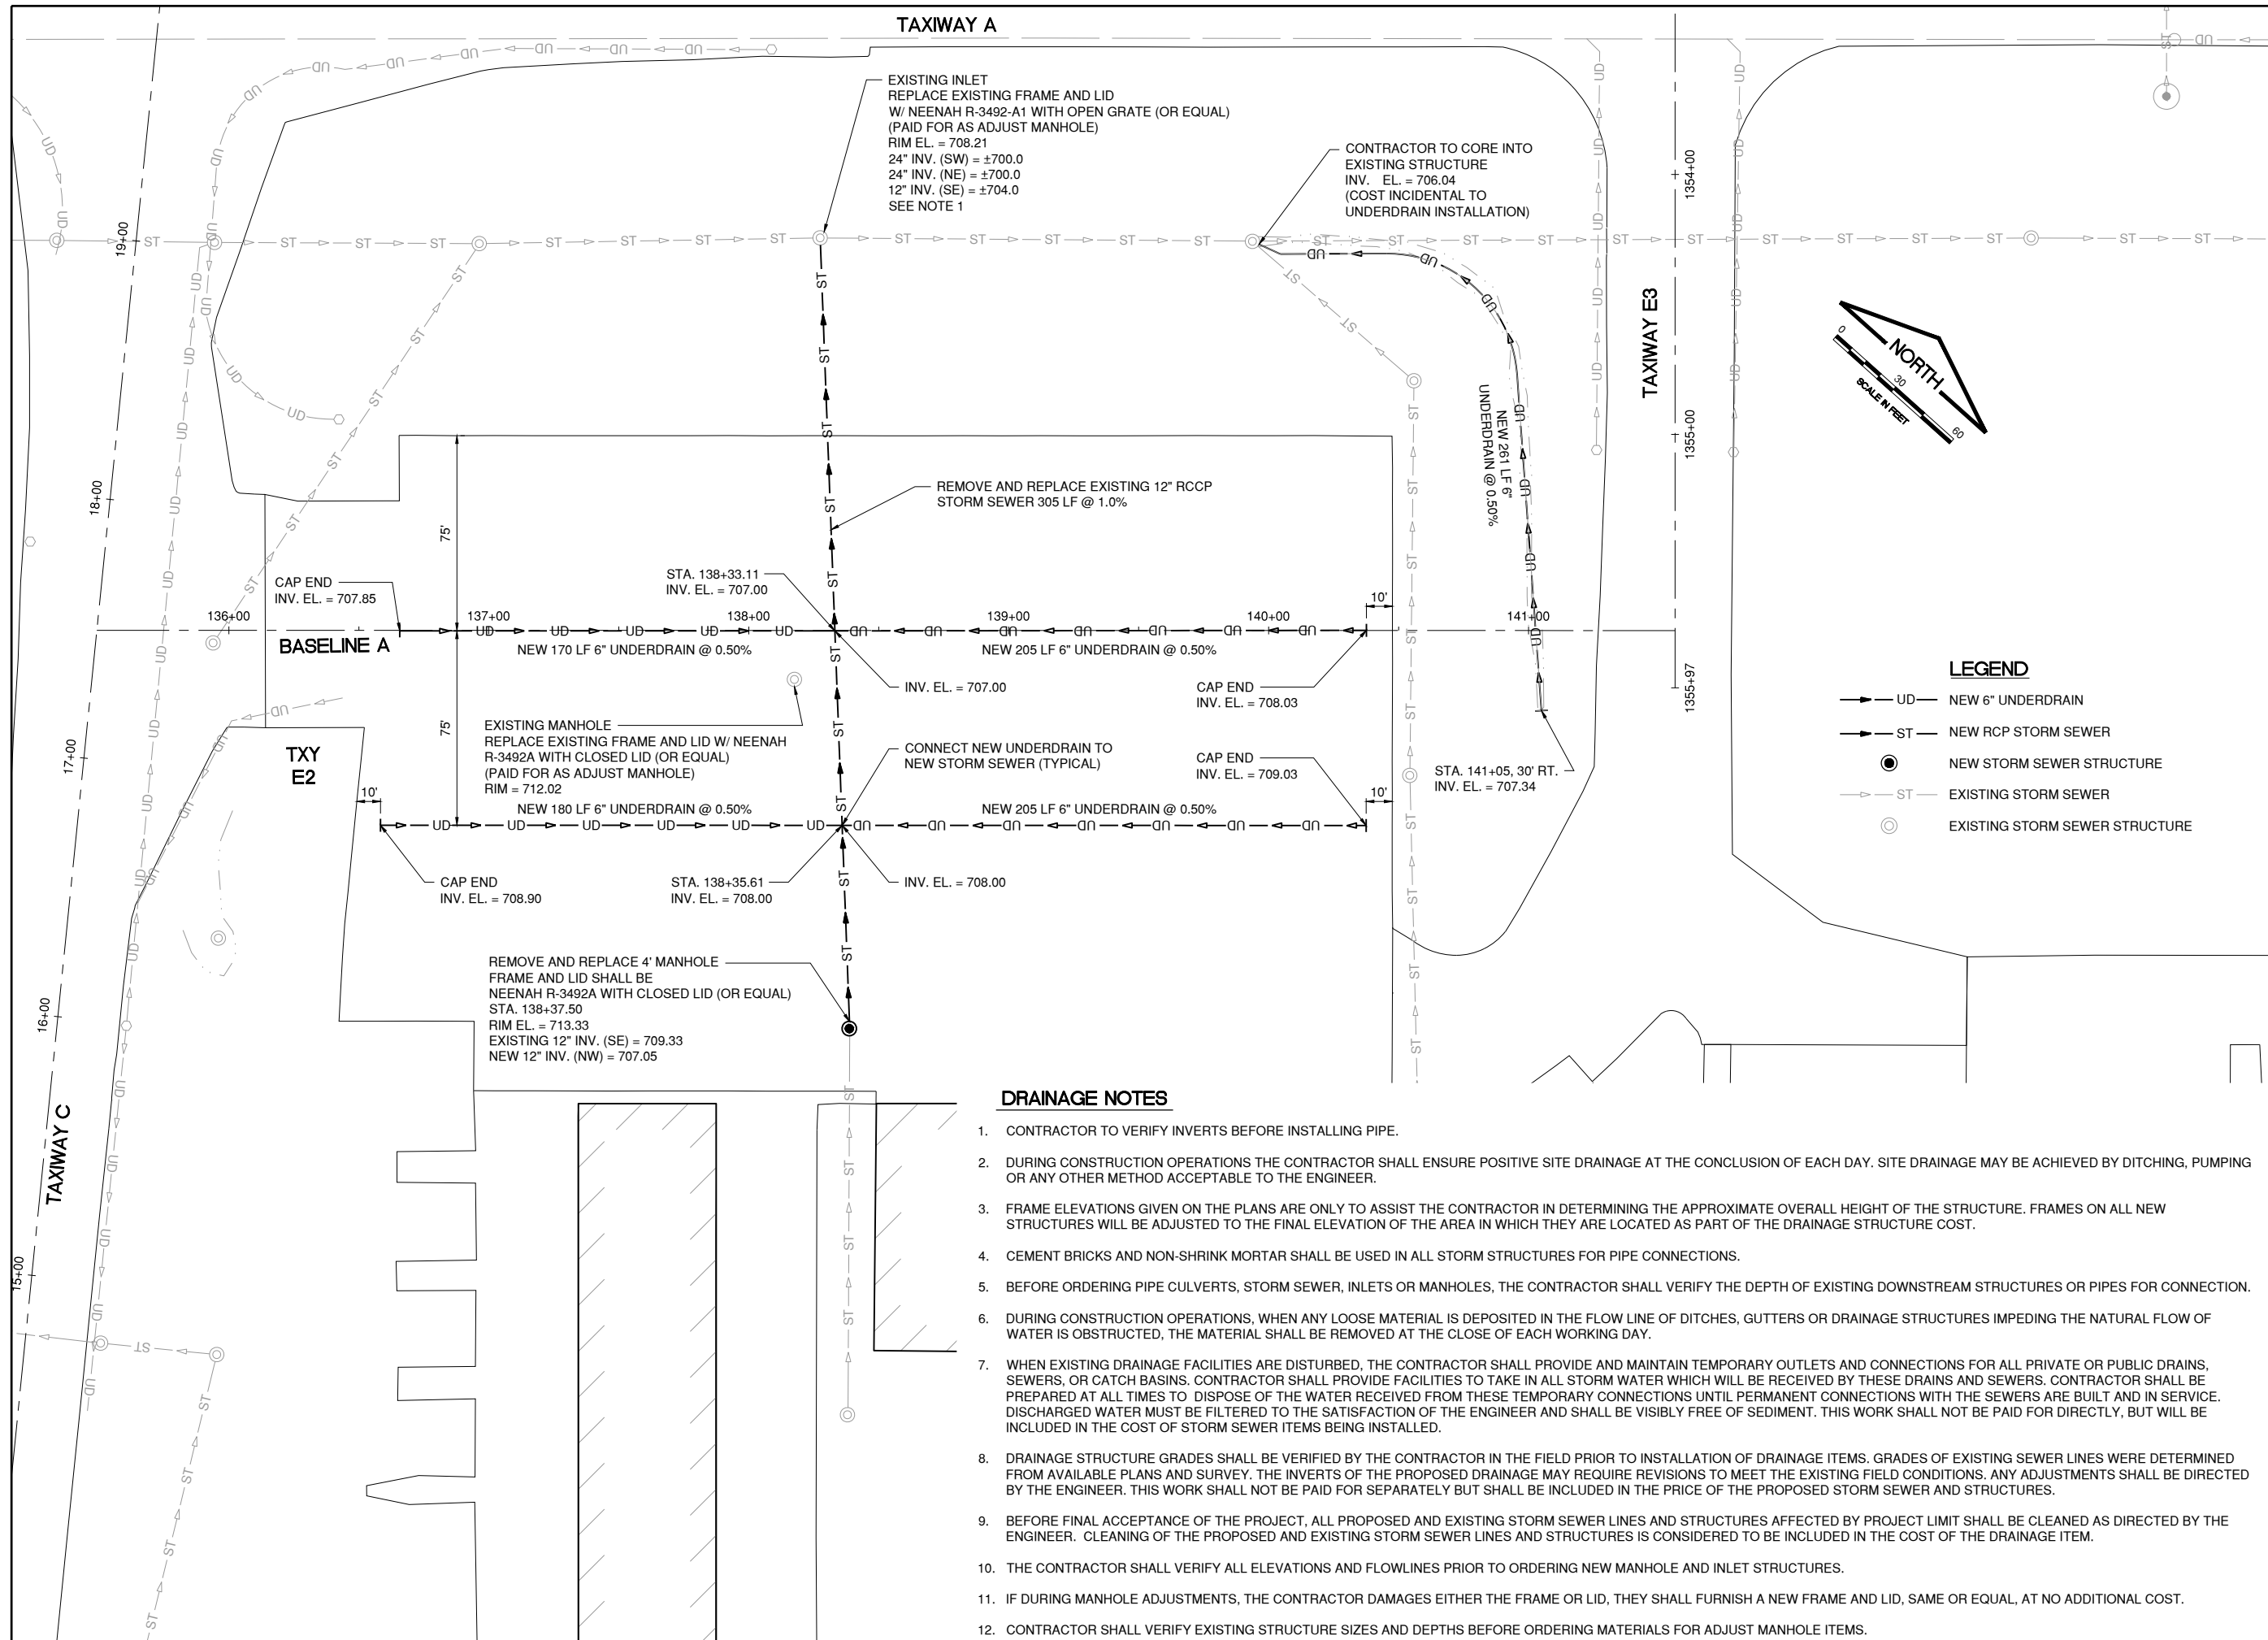 TAXIWAY A
EXISTING INLET
REPLACE EXISTING FRAME AND LID
W/ NEENAH R-3492-A1 WITH OPEN GRATE (OR EQUAL)
(PAID FOR AS ADJUST MANHOLE)
RIM EL. = 708.21
24" INV. (SW) = ±700.0
24" INV. (NE) = ±700.0
12" INV. (SE) = ±704.0
SEE NOTE 1
CONTRACTOR TO CORE INTO
EXISTING STRUCTURE
INV. EL. = 706.04
(COST INCIDENTAL TO
UNDERDRAIN INSTALLATION)
1354+00
19+00
TAXIWAY E3
NORTH
0
30
60
SCALE IN FEET
1355+00
NEW 261 LF 6"
UNDERDRAIN @ 0.50%
18+00
75'
REMOVE AND REPLACE EXISTING 12" RCCP
STORM SEWER 305 LF @ 1.0%
CAP END
INV. EL. = 707.85
STA. 138+33.11
INV. EL. = 707.00
10'
136+00
137+00
138+00
139+00
140+00
141+00
BASELINE A
NEW 170 LF 6" UNDERDRAIN @ 0.50%
NEW 205 LF 6" UNDERDRAIN @ 0.50%
1355+97
INV. EL. = 707.00
CAP END
INV. EL. = 708.03
75'
EXISTING MANHOLE
REPLACE EXISTING FRAME AND LID W/ NEENAH
R-3492A WITH CLOSED LID (OR EQUAL)
(PAID FOR AS ADJUST MANHOLE)
RIM = 712.02
CONNECT NEW UNDERDRAIN TO
NEW STORM SEWER (TYPICAL)
CAP END
INV. EL. = 709.03
STA. 141+05, 30' RT.
INV. EL. = 707.34
17+00
TXY
E2
10'
10'
NEW 180 LF 6" UNDERDRAIN @ 0.50%
NEW 205 LF 6" UNDERDRAIN @ 0.50%
CAP END
INV. EL. = 708.90
STA. 138+35.61
INV. EL. = 708.00
INV. EL. = 708.00
LEGEND
UD NEW 6" UNDERDRAIN
ST NEW RCP STORM SEWER
NEW STORM SEWER STRUCTURE
ST EXISTING STORM SEWER
EXISTING STORM SEWER STRUCTURE
REMOVE AND REPLACE 4' MANHOLE
FRAME AND LID SHALL BE
NEENAH R-3492A WITH CLOSED LID (OR EQUAL)
STA. 138+37.50
RIM EL. = 713.33
EXISTING 12" INV. (SE) = 709.33
NEW 12" INV. (NW) = 707.05
16+00
TAXIWAY C
15+00
DRAINAGE NOTES
1. CONTRACTOR TO VERIFY INVERTS BEFORE INSTALLING PIPE.
2. DURING CONSTRUCTION OPERATIONS THE CONTRACTOR SHALL ENSURE POSITIVE SITE DRAINAGE AT THE CONCLUSION OF EACH DAY. SITE DRAINAGE MAY BE ACHIEVED BY DITCHING, PUMPING
OR ANY OTHER METHOD ACCEPTABLE TO THE ENGINEER.
3. FRAME ELEVATIONS GIVEN ON THE PLANS ARE ONLY TO ASSIST THE CONTRACTOR IN DETERMINING THE APPROXIMATE OVERALL HEIGHT OF THE STRUCTURE. FRAMES ON ALL NEW
STRUCTURES WILL BE ADJUSTED TO THE FINAL ELEVATION OF THE AREA IN WHICH THEY ARE LOCATED AS PART OF THE DRAINAGE STRUCTURE COST.
4. CEMENT BRICKS AND NON-SHRINK MORTAR SHALL BE USED IN ALL STORM STRUCTURES FOR PIPE CONNECTIONS.
5. BEFORE ORDERING PIPE CULVERTS, STORM SEWER, INLETS OR MANHOLES, THE CONTRACTOR SHALL VERIFY THE DEPTH OF EXISTING DOWNSTREAM STRUCTURES OR PIPES FOR CONNECTION.
6. DURING CONSTRUCTION OPERATIONS, WHEN ANY LOOSE MATERIAL IS DEPOSITED IN THE FLOW LINE OF DITCHES, GUTTERS OR DRAINAGE STRUCTURES IMPEDING THE NATURAL FLOW OF
WATER IS OBSTRUCTED, THE MATERIAL SHALL BE REMOVED AT THE CLOSE OF EACH WORKING DAY.
7. WHEN EXISTING DRAINAGE FACILITIES ARE DISTURBED, THE CONTRACTOR SHALL PROVIDE AND MAINTAIN TEMPORARY OUTLETS AND CONNECTIONS FOR ALL PRIVATE OR PUBLIC DRAINS,
SEWERS, OR CATCH BASINS. CONTRACTOR SHALL PROVIDE FACILITIES TO TAKE IN ALL STORM WATER WHICH WILL BE RECEIVED BY THESE DRAINS AND SEWERS. CONTRACTOR SHALL BE
PREPARED AT ALL TIMES TO DISPOSE OF THE WATER RECEIVED FROM THESE TEMPORARY CONNECTIONS UNTIL PERMANENT CONNECTIONS WITH THE SEWERS ARE BUILT AND IN SERVICE.
DISCHARGED WATER MUST BE FILTERED TO THE SATISFACTION OF THE ENGINEER AND SHALL BE VISIBLY FREE OF SEDIMENT. THIS WORK SHALL NOT BE PAID FOR DIRECTLY, BUT WILL BE
INCLUDED IN THE COST OF STORM SEWER ITEMS BEING INSTALLED.
8. DRAINAGE STRUCTURE GRADES SHALL BE VERIFIED BY THE CONTRACTOR IN THE FIELD PRIOR TO INSTALLATION OF DRAINAGE ITEMS. GRADES OF EXISTING SEWER LINES WERE DETERMINED
FROM AVAILABLE PLANS AND SURVEY. THE INVERTS OF THE PROPOSED DRAINAGE MAY REQUIRE REVISIONS TO MEET THE EXISTING FIELD CONDITIONS. ANY ADJUSTMENTS SHALL BE DIRECTED
BY THE ENGINEER. THIS WORK SHALL NOT BE PAID FOR SEPARATELY BUT SHALL BE INCLUDED IN THE PRICE OF THE PROPOSED STORM SEWER AND STRUCTURES.
9. BEFORE FINAL ACCEPTANCE OF THE PROJECT, ALL PROPOSED AND EXISTING STORM SEWER LINES AND STRUCTURES AFFECTED BY PROJECT LIMIT SHALL BE CLEANED AS DIRECTED BY THE
ENGINEER. CLEANING OF THE PROPOSED AND EXISTING STORM SEWER LINES AND STRUCTURES IS CONSIDERED TO BE INCLUDED IN THE COST OF THE DRAINAGE ITEM.
10. THE CONTRACTOR SHALL VERIFY ALL ELEVATIONS AND FLOWLINES PRIOR TO ORDERING NEW MANHOLE AND INLET STRUCTURES.
11. IF DURING MANHOLE ADJUSTMENTS, THE CONTRACTOR DAMAGES EITHER THE FRAME OR LID, THEY SHALL FURNISH A NEW FRAME AND LID, SAME OR EQUAL, AT NO ADDITIONAL COST.
12. CONTRACTOR SHALL VERIFY EXISTING STRUCTURE SIZES AND DEPTHS BEFORE ORDERING MATERIALS FOR ADJUST MANHOLE ITEMS.